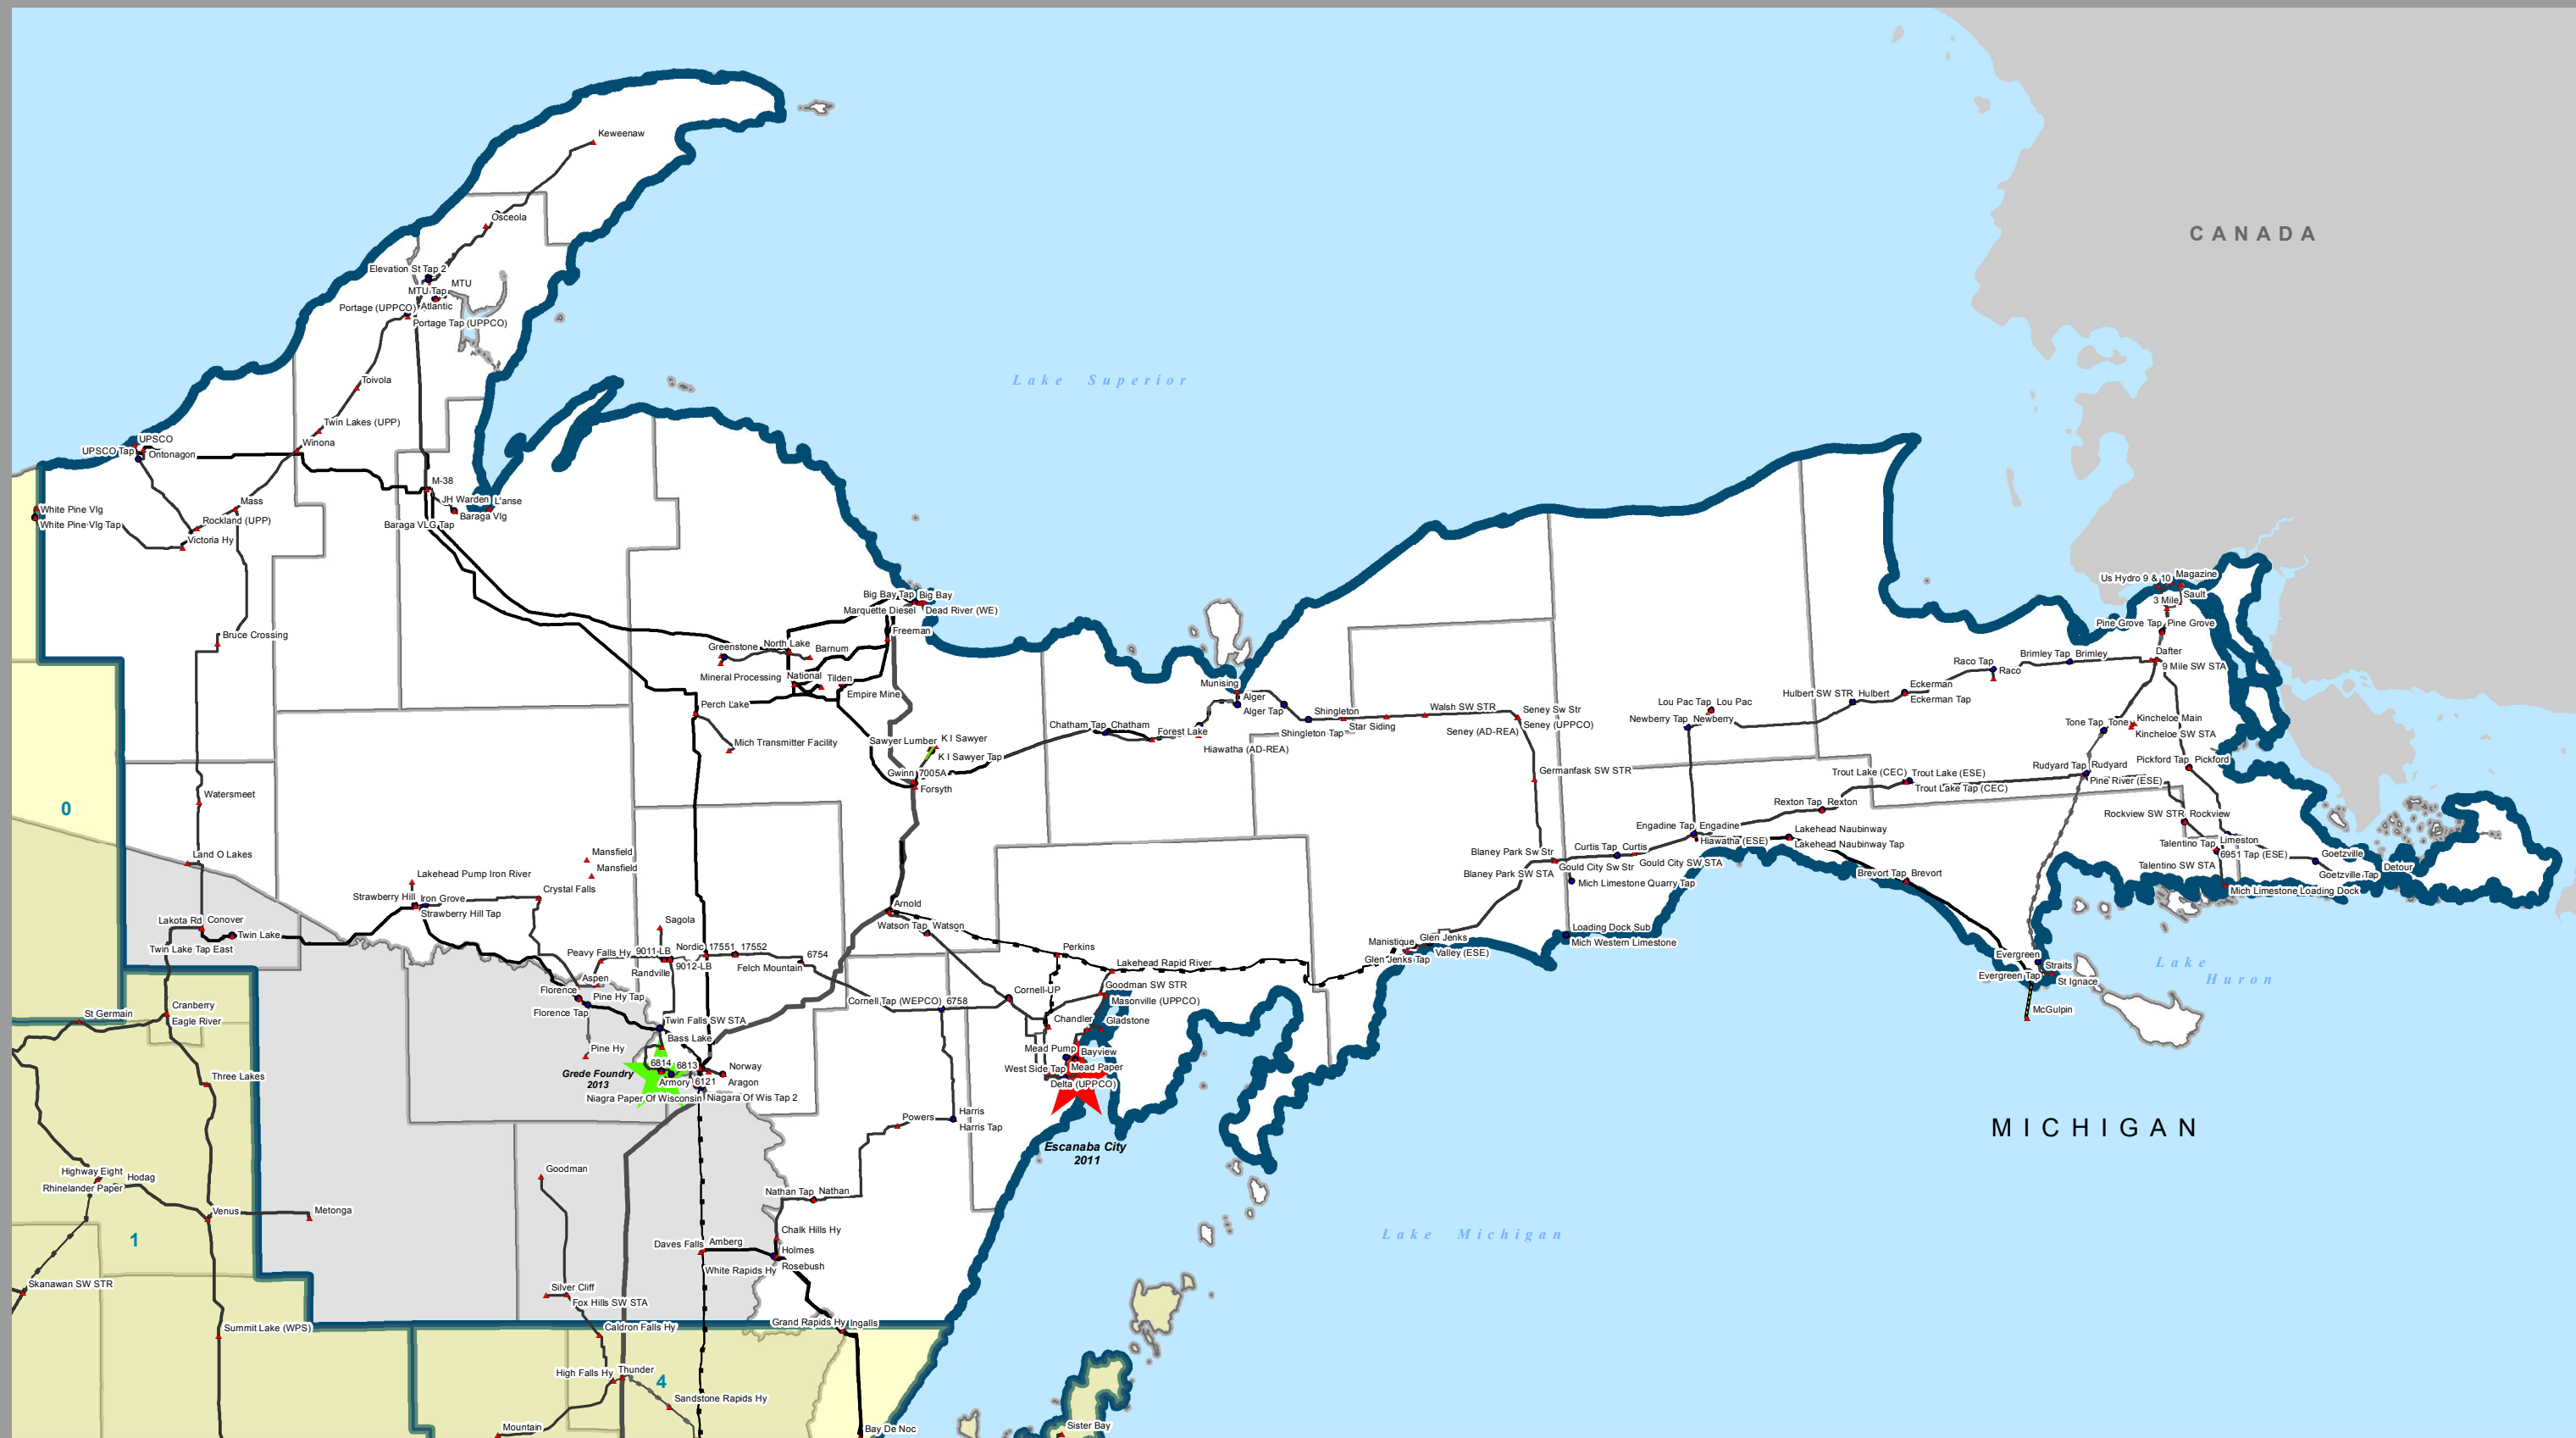 CANADA
Keweenaw
Osceola
Elevation St Tap 2
MTU
MTU Tap
Portage (UPPCO)
Atlantic
Portage Tap (UPPCO)
Lake Superior
Toivola
Twin Lakes (UPP)
Winona
UPSCO
UPSCO Tap
Ontonagon
M-38
JH Warden
L'anse
Baraga Vlg
Baraga VLG Tap
Mass
White Pine Vlg
Rockland (UPP)
White Pine Vlg Tap
Victoria Hy
Us Hydro 9 & 10
Magazine
Sault
3 Mile
Pine Grove Tap
Pine Grove
Big Bay Tap
Big Bay
Marquette Diesel
Dead River (WE)
Freeman
Bruce Crossing
North Lake
Greenstone
Barnum
Mineral Processing
National
Tilden
Empire Mine
Perch Lake
Munising
Alger
Alger Tap
Dafter
Brimley Tap
Brimley
9 Mile SW STA
Raco Tap
Raco
Eckerman
Eckerman Tap
Hulbert SW STR
Hulbert
Lou Pac Tap
Lou Pac
Newberry Tap
Newberry
Shingleton
Walsh SW STR
Seney Sw Str
Seney (UPPCO)
Seney (AD-REA)
Star Siding
Shingleton Tap
Chatham Tap
Chatham
Forest Lake
Hiawatha (AD-REA)
Tone Tap
Tone
Kincheloe Main
Kincheloe SW STA
Mich Transmitter Facility
Sawyer Lumber
K I Sawyer
K I Sawyer Tap
Gwinn
7005A
Forsyth
Germanfask SW STR
Rudyard Tap
Rudyard
Pickford Tap
Pickford
Pine River (ESE)
Trout Lake (CEC)
Trout Lake (ESE)
Trout Lake Tap (CEC)
Rexton Tap
Rexton
Rockview SW STR
Rockview
Watersmeet
0
Land O Lakes
Mansfield
Mansfield
Lakehead Pump Iron River
Crystal Falls
Strawberry Hill
Iron Grove
Strawberry Hill Tap
Engadine Tap
Engadine
Hiawatha (ESE)
Lakehead Naubinway
Lakehead Naubinway Tap
Blaney Park Sw Str
Curtis Tap
Curtis
Gould City Sw Str
Gould City SW STA
Blaney Park SW STA
Mich Limestone Quarry Tap
Brevort Tap
Brevort
Limeston
Talentino Tap
6951 Tap (ESE)
Talentino SW STA
Goetzville
Goetzville Tap
Detour
Mich Limestone Loading Dock
Lakota Rd
Conover
Twin Lake
Twin Lake Tap East
Sagola
Arnold
Watson Tap
Watson
Peavy Falls Hy
9011-LB
Nordic
17551
17552
6754
9012-LB
Randville
Felch Mountain
Perkins
Lakehead Rapid River
Manistique
Glen Jenks
Glen Jenks Tap
Valley (ESE)
Loading Dock Sub
Mich Western Limestone
Evergreen
Straits
Evergreen Tap
St Ignace
McGulpin
Lake
Huron
Aspen
Florence
Pine Hy Tap
Florence Tap
Cornell Tap (WEPCO)
6758
Cornell-UP
Goodman SW STR
Masonville (UPPCO)
Chandler
Gladstone
Cranberry
Eagle River
St Germain
Twin Falls SW STA
Bass Lake
Pine Hy
6814
6813
Norway
Armory
6121
Aragon
Grede Foundry
2013
Niagra Paper Of Wisconsin
Niagara Of Wis Tap 2
Mead Pump
Bayview
West Side Tap
Mead Paper
Delta (UPPCO)
Escanaba City
2011
Three Lakes
Harris
Harris Tap
Powers
MICHIGAN
Highway Eight
Hodag
Rhinelander Paper
Goodman
Nathan Tap
Nathan
Venus
Metonga
1
Chalk Hills Hy
Daves Falls
Amberg
Holmes
Rosebush
White Rapids Hy
Lake Michigan
Skanawan SW STR
Silver Cliff
Fox Hills SW STA
Summit Lake (WPS)
Caldron Falls Hy
Grand Rapids Hy
Ingalls
High Falls Hy
Thunder
4
Sandstone Rapids Hy
Mountain
Bay De Noc
Sister Bay